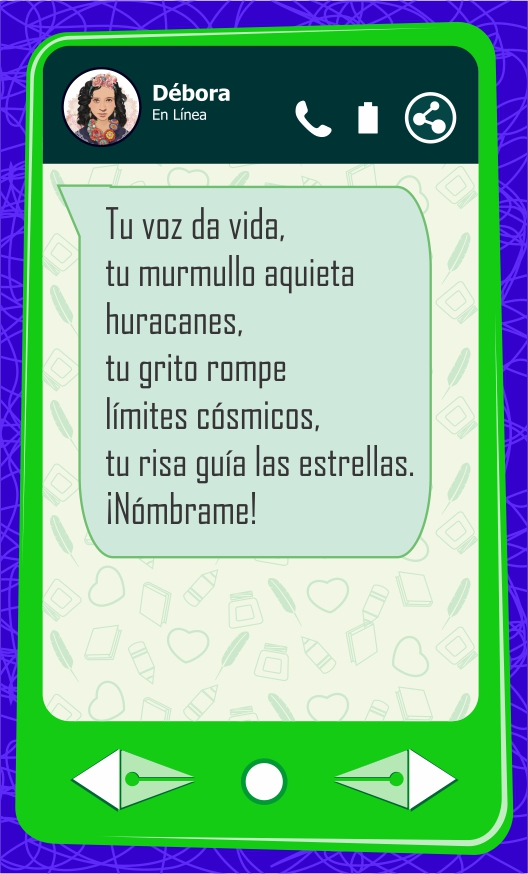 Débora
En Línea
Tu voz da vida,
tu murmullo aquieta
huracanes,
tu grito rompe
límites cósmicos,
tu risa guía las estrellas.
¡Nómbrame!